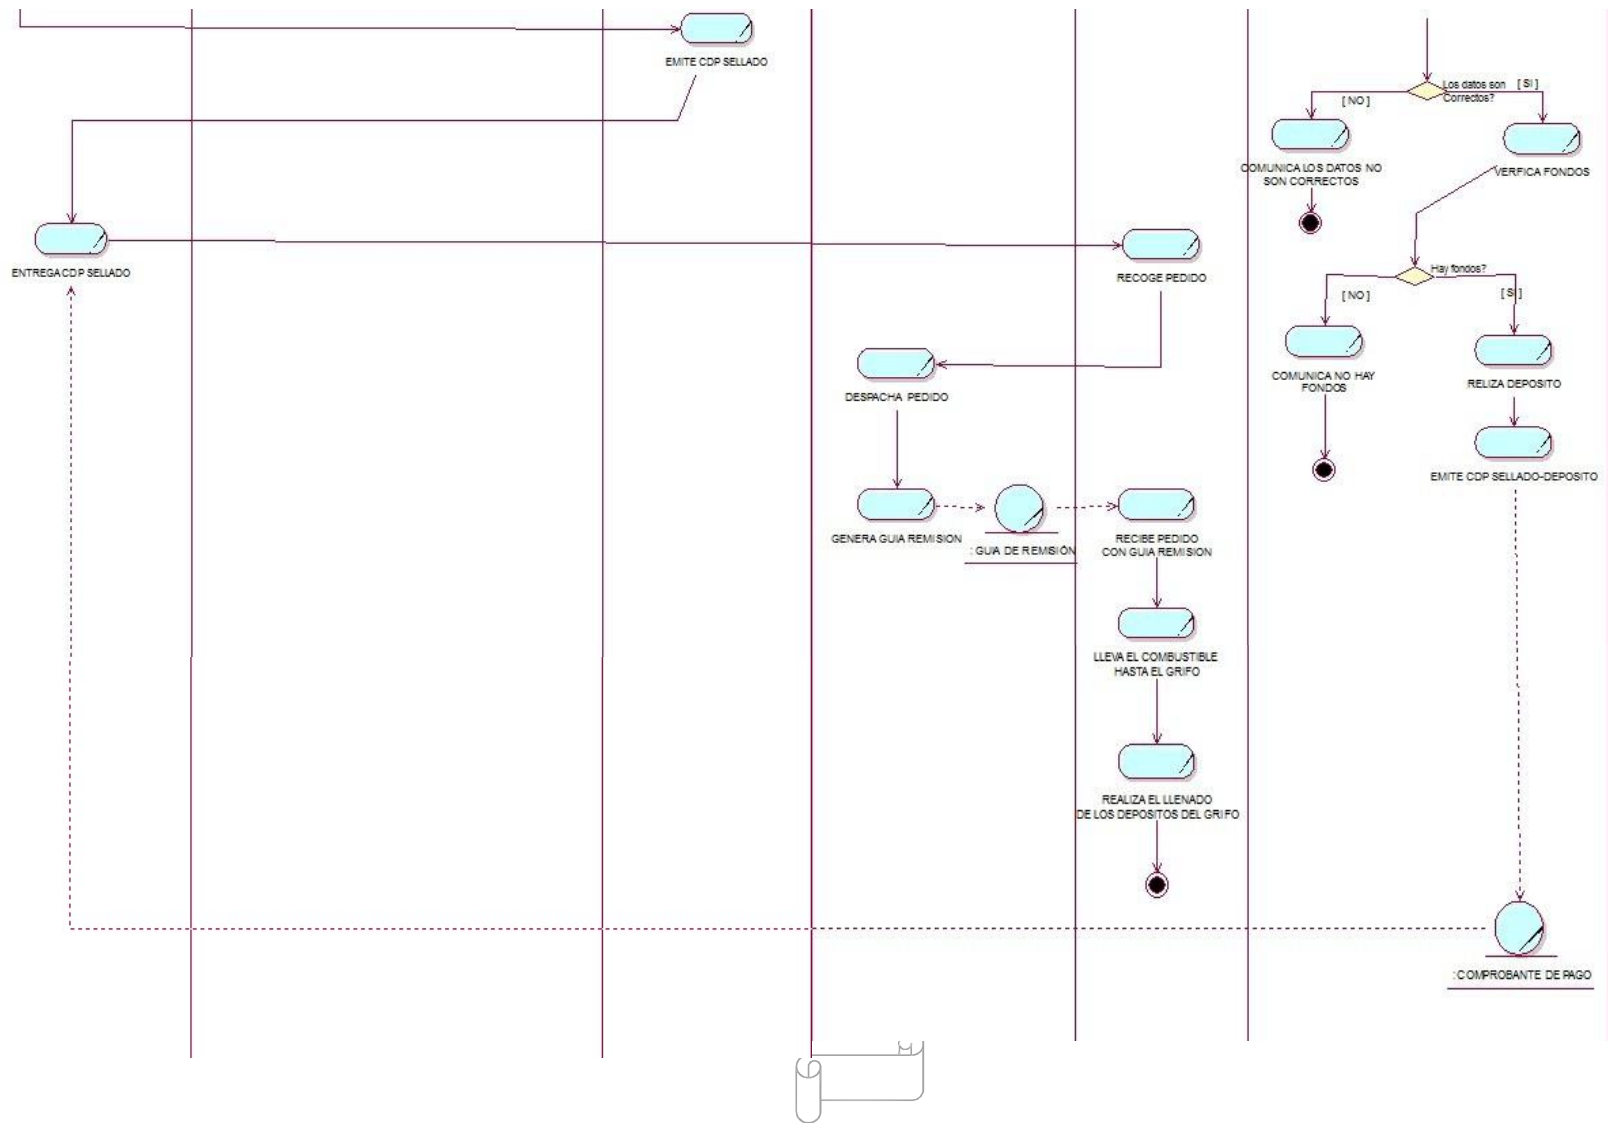 EMITE CDP SELLADO
Los datos son
Correctos?
[ SI ]
[ NO ]
COMUNICA LOS DATOS NO
SON CORRECTOS
VERFICA FONDOS
ENTREGA CDP SELLADO
RECOGE PEDIDO
Hay fondos?
[ NO ]
[ SI ]
COMUNICA NO HAY
FONDOS
RELIZA DEPOSITO
DESPACHA PEDIDO
EMITE CDP SELLADO-DEPOSITO
GENERA GUIA REMISION
: GUIA DE REMISIÓN
RECIBE PEDIDO
CON GUIA REMISION
LLEVA EL COMBUSTIBLE
HASTA EL GRIFO
REALIZA EL LLENADO
DE LOS DEPOSITOS DEL GRIFO
: COMPROBANTE DE PAGO